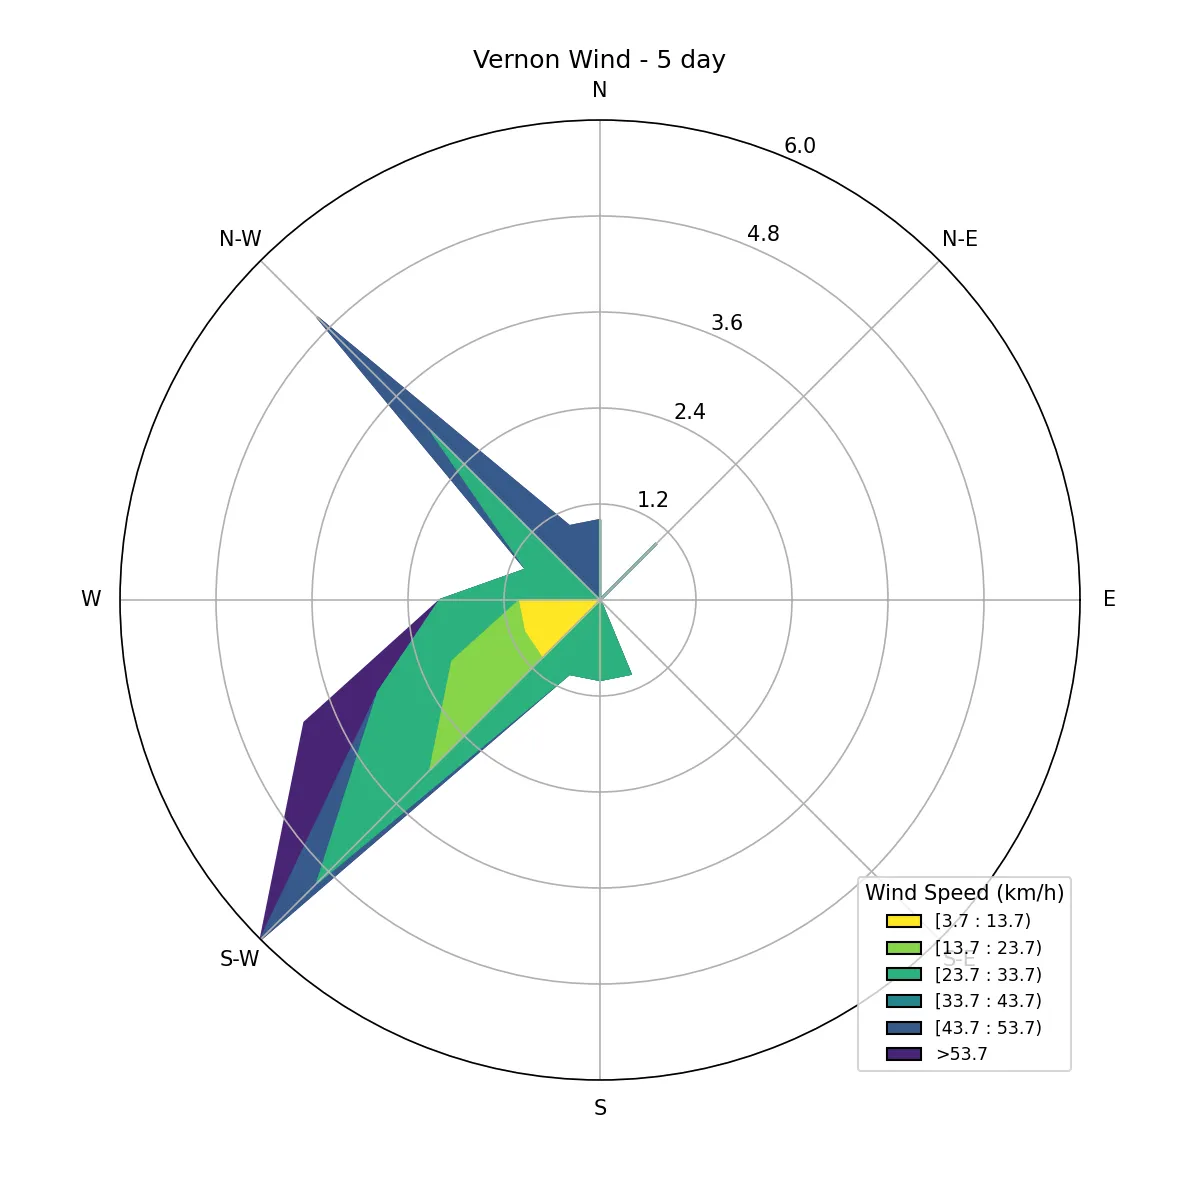 Vernon Wind - 5 day
N
6.0
N-W
4.8
N-E
3.6
2.4
1.2
W
E
Wind Speed (km/h)
[3.7 : 13.7)
[13.7 : 23.7)
S-W
S-E
[23.7 : 33.7)
[33.7 : 43.7)
[43.7 : 53.7)
>53.7
S